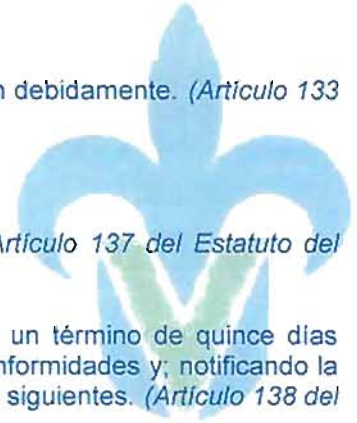 n debidamente. (Artículo 133
Artículo 137 del Estatuto del
un término de quince días
nformidades y; notificando la
siguientes. (Artículo 138 del